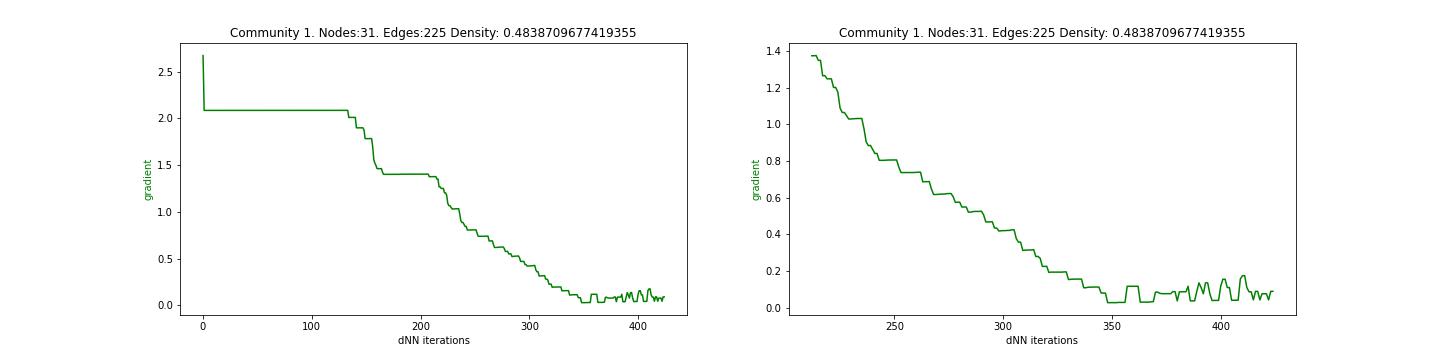 Community 1. Nodes:31. Edges:225 Density: 0.4838709677419355
gradient
2.5
2.0
1.5
1.0
0.5
0.0
0 100 200 300 400
dNN iterations
Community 1. Nodes:31. Edges:225 Density: 0.4838709677419355
gradient
1.4
1.2
1.0
0.8
0.6
0.4
0.2
0.0
250 300 350 400
dNN iterations